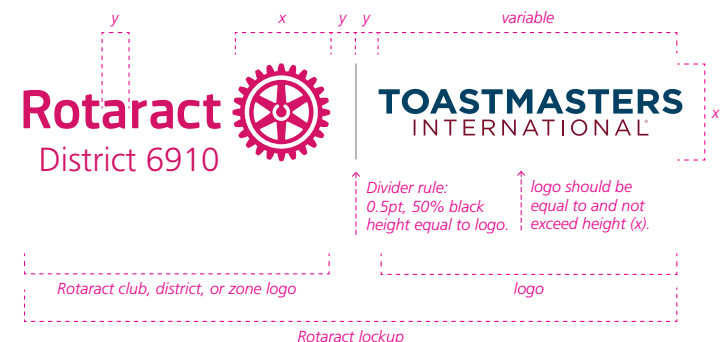 y x y y variable
Rotaract
District 6910
TOASTMASTERS
INTERNATIONAL
x
Divider rule:
0.5pt, 50% black
height equal to logo.
logo should be
equal to and not
exceed height (x).
Rotaract club, district, or zone logo
logo
Rotaract lockup